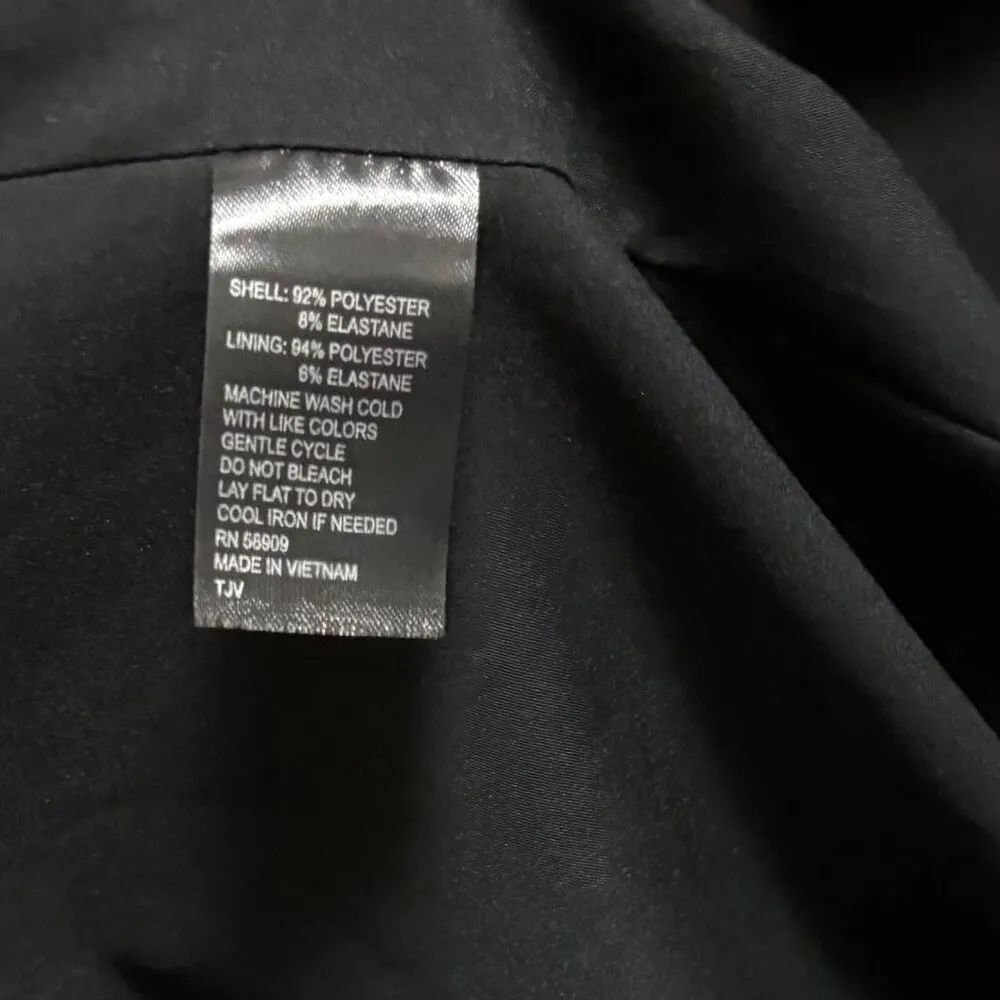 SHELL: 92% POLYESTER
8% ELASTANE
LINING: 94% POLYESTER
6% ELASTANE
MACHINE WASH COLD
WITH LIKE COLORS
GENTLE CYCLE
DO NOT BLEACH
LAY FLAT TO DRY
COOL IRON IF NEEDED
RN 56909
MADE IN VIETNAM
TJV